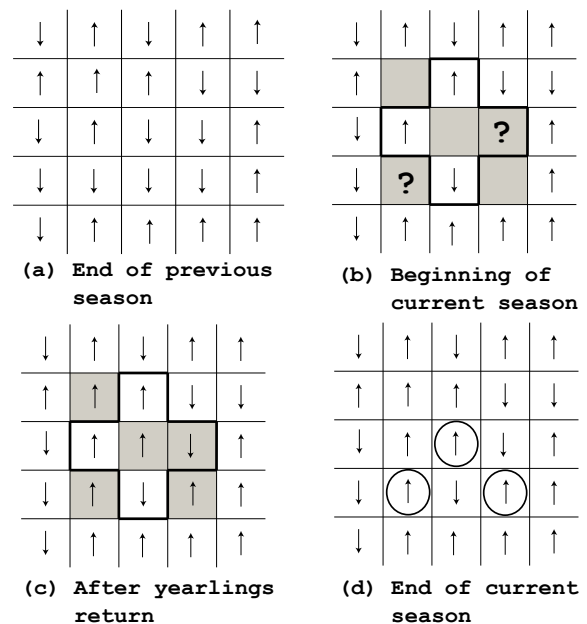 (a) End of previous
season
?
?
(b) Beginning of
current season
(c) After yearlings
return
(d) End of current
season